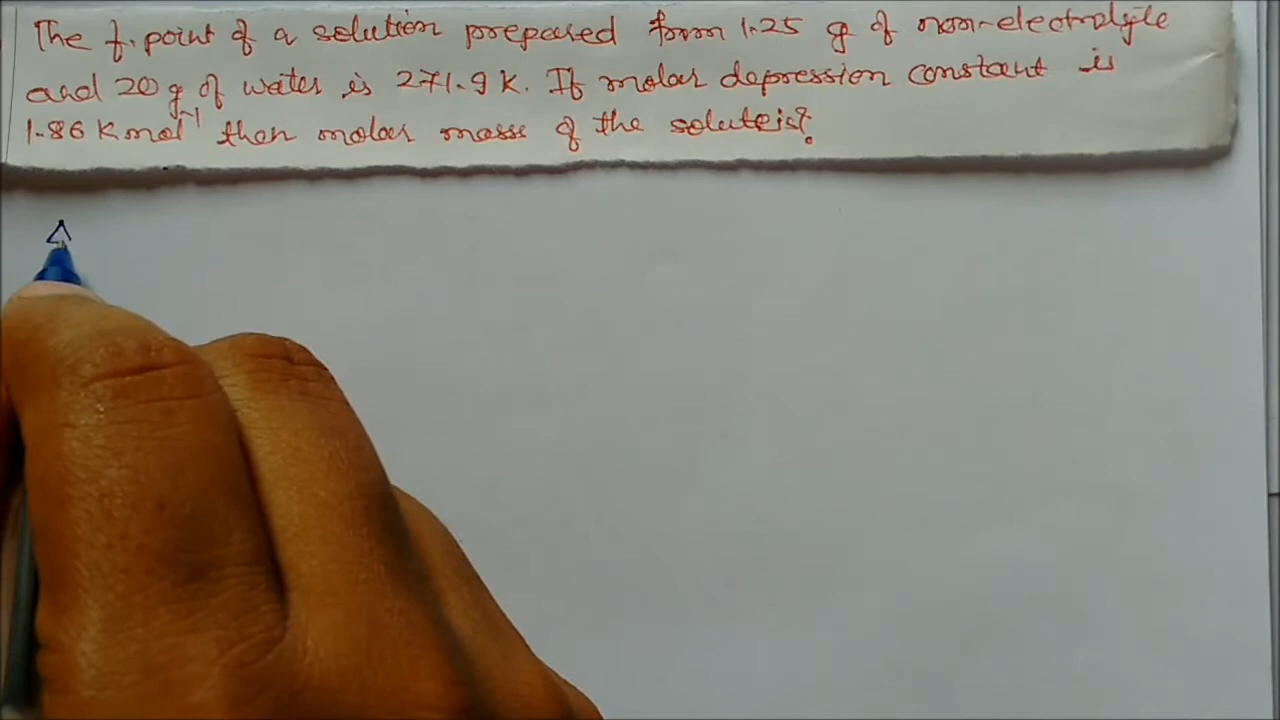 The f. point of a solution prepared from 1.25 g of non-electrolyte
and 20 g of water is 271.9 K. If molar depression constant is
1.86 K mol⁻¹ then molar mass of the solute is?
Δ